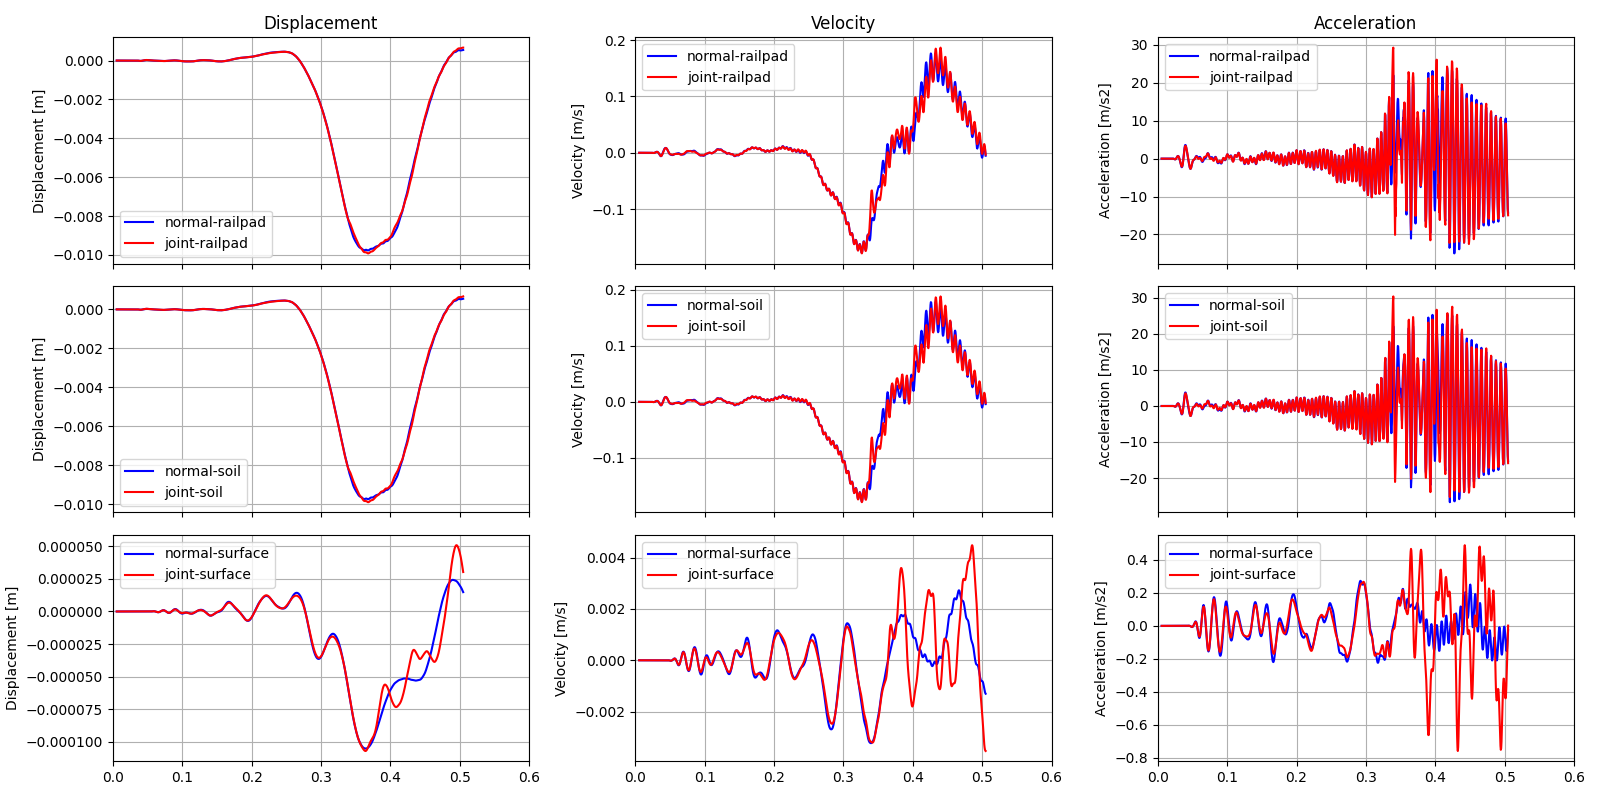 Displacement
Velocity
Acceleration
Displacement [m]
0.000
−0.002
−0.004
−0.006
−0.008
−0.010
normal-railpad
joint-railpad
Velocity [m/s]
0.2
0.1
0.0
−0.1
normal-railpad
joint-railpad
Acceleration [m/s2]
30
20
10
0
−10
−20
normal-railpad
joint-railpad
Displacement [m]
0.000
−0.002
−0.004
−0.006
−0.008
−0.010
normal-soil
joint-soil
Velocity [m/s]
0.2
0.1
0.0
−0.1
normal-soil
joint-soil
Acceleration [m/s2]
30
20
10
0
−10
−20
normal-soil
joint-soil
Displacement [m]
0.000050
0.000025
0.000000
−0.000025
−0.000050
−0.000075
−0.000100
normal-surface
joint-surface
0.0 0.1 0.2 0.3 0.4 0.5 0.6
Velocity [m/s]
0.004
0.002
0.000
−0.002
normal-surface
joint-surface
0.0 0.1 0.2 0.3 0.4 0.5 0.6
Acceleration [m/s2]
0.4
0.2
0.0
−0.2
−0.4
−0.6
−0.8
normal-surface
joint-surface
0.0 0.1 0.2 0.3 0.4 0.5 0.6